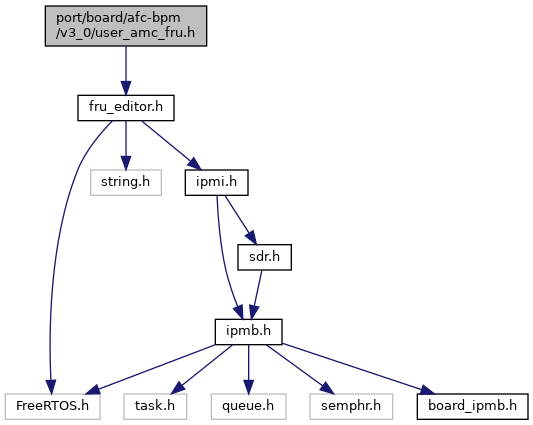 port/board/afc-bpm
/v3_0/user_amc_fru.h
fru_editor.h
string.h
ipmi.h
sdr.h
ipmb.h
FreeRTOS.h
task.h
queue.h
semphr.h
board_ipmb.h